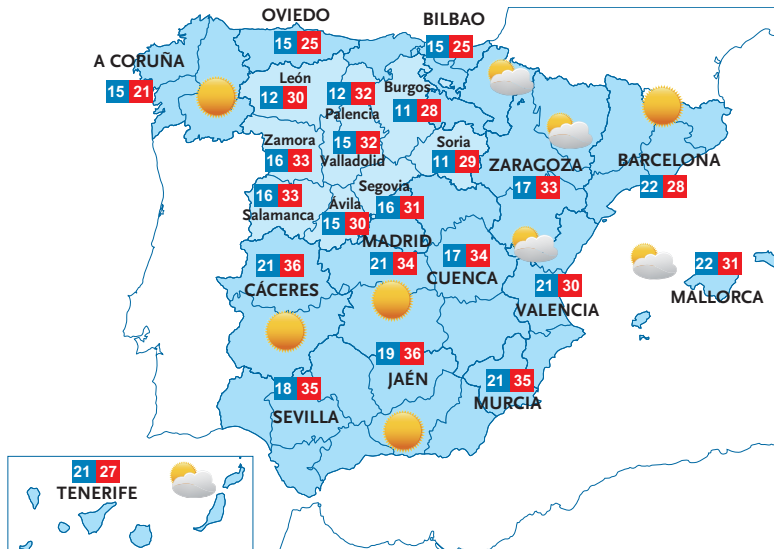 OVIEDO
15 25
BILBAO
15 25
A CORUÑA
15 21
León
12 30
12 32
Palencia
Burgos
11 28
Zamora
16 33
15 32
Valladolid
Soria
11 29
ZARAGOZA
17 33
BARCELONA
22 28
16 33
Salamanca
Ávila
15 30
Segovia
16 31
MADRID
21 34
17 34
CUENCA
21 36
CÁCERES
21 30
VALENCIA
22 31
MALLORCA
19 36
JAÉN
18 35
SEVILLA
21 35
MURCIA
21 27
TENERIFE